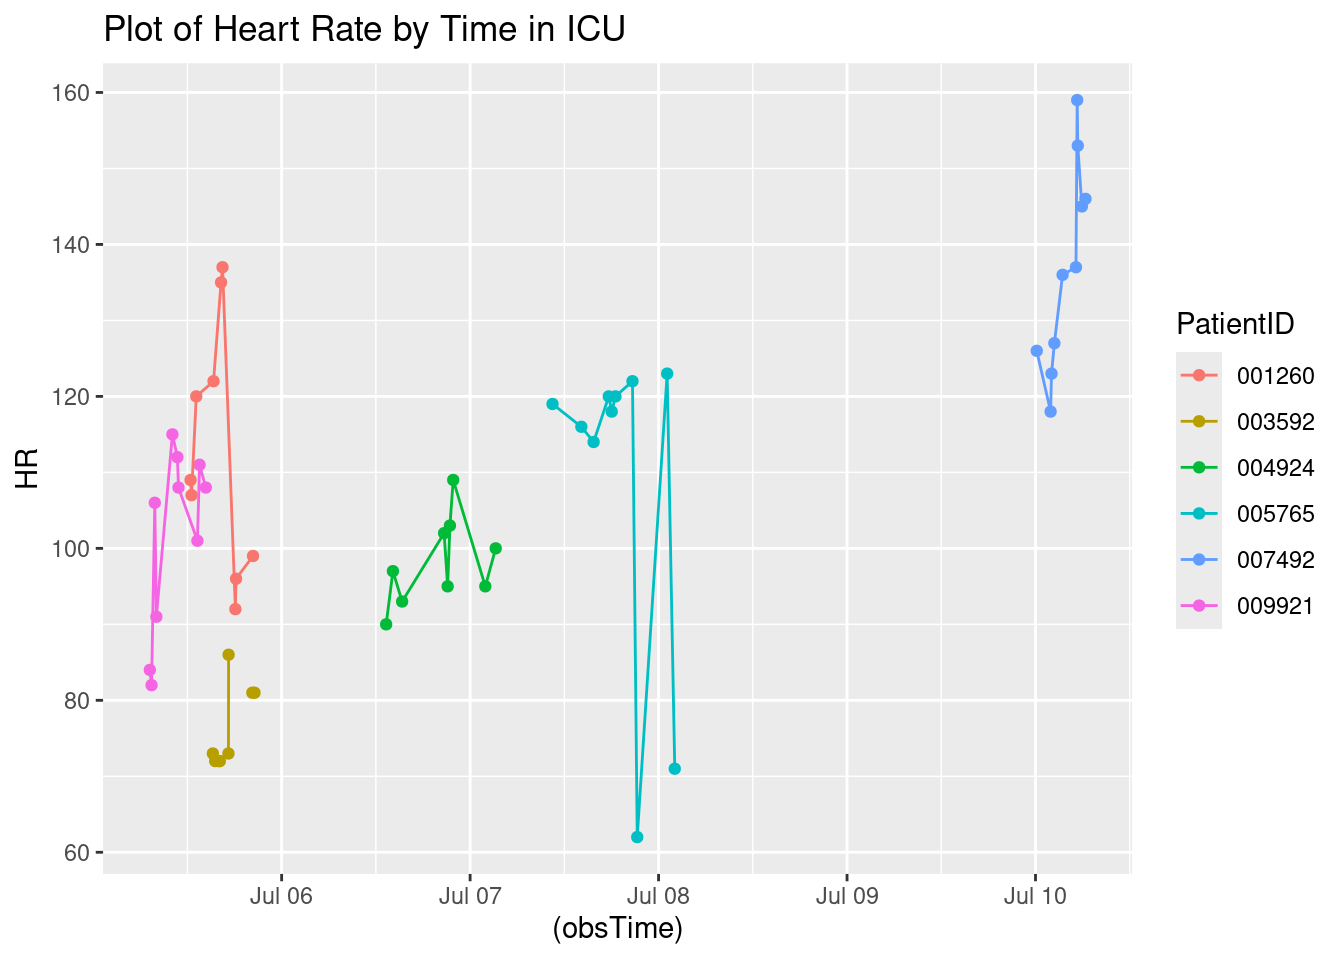 Plot of Heart Rate by Time in ICU
160
140
120
100
80
60
HR
Jul 06 Jul 07 Jul 08 Jul 09 Jul 10
(obsTime)
PatientID
001260
003592
004924
005765
007492
009921